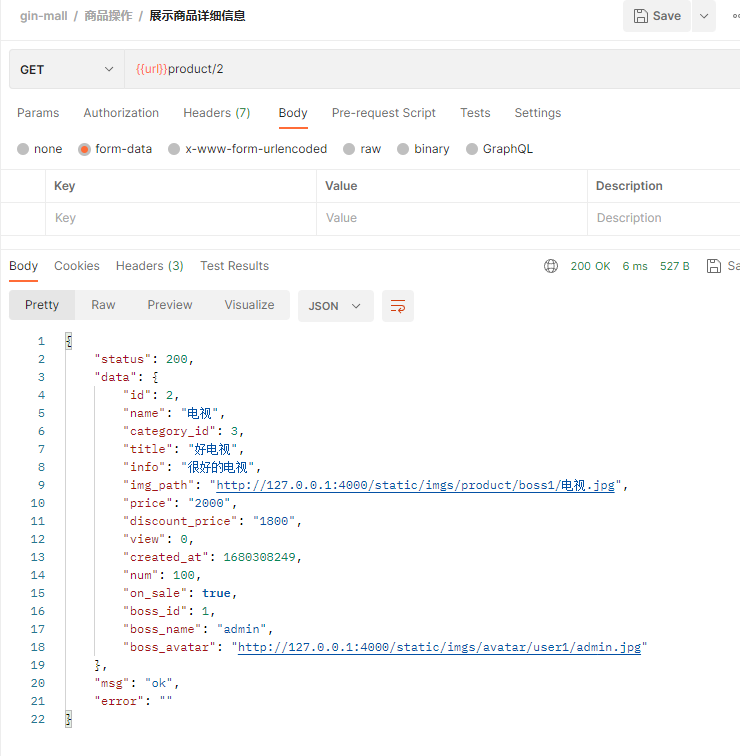 gin-mall / 商品操作 / 展示商品详细信息 Save
GET {{url}}product/2
Params Authorization Headers (7) Body Pre-request Script Tests Settings
none form-data x-www-form-urlencoded raw binary GraphQL
Key Value Description
Key Value Description
Body Cookies Headers (3) Test Results 200 OK 6 ms 527 B Sa
Pretty Raw Preview Visualize JSON
1 {
2 "status": 200,
3 "data": {
4 "id": 2,
5 "name": "电视",
6 "category_id": 3,
7 "title": "好电视",
8 "info": "很好的电视",
9 "img_path": "http://127.0.0.1:4000/static/imgs/product/boss1/电视.jpg",
10 "price": "2000",
11 "discount_price": "1800",
12 "view": 0,
13 "created_at": 1680308249,
14 "num": 100,
15 "on_sale": true,
16 "boss_id": 1,
17 "boss_name": "admin",
18 "boss_avatar": "http://127.0.0.1:4000/static/imgs/avatar/user1/admin.jpg"
19 },
20 "msg": "ok",
21 "error": ""
22 }